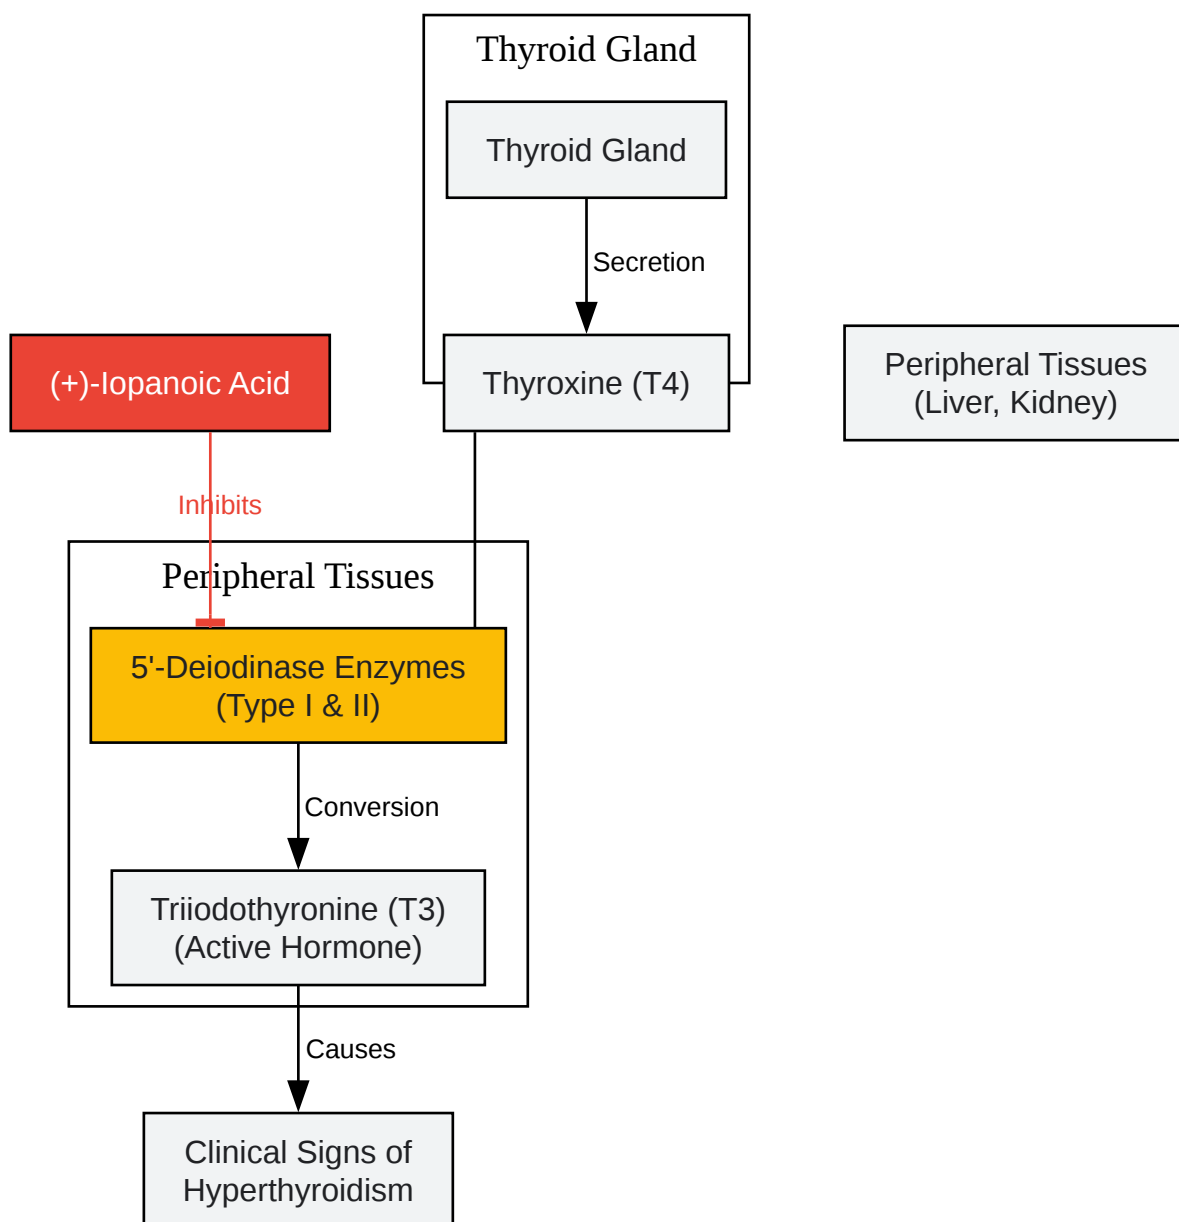 Thyroid Gland
Thyroid Gland
Secretion
(+)-Iopanoic Acid
Thyroxine (T4)
Peripheral Tissues
(Liver, Kidney)
Inhibits
Peripheral Tissues
5'-Deiodinase Enzymes
(Type I & II)
Conversion
Triiodothyronine (T3)
(Active Hormone)
Causes
Clinical Signs of
Hyperthyroidism